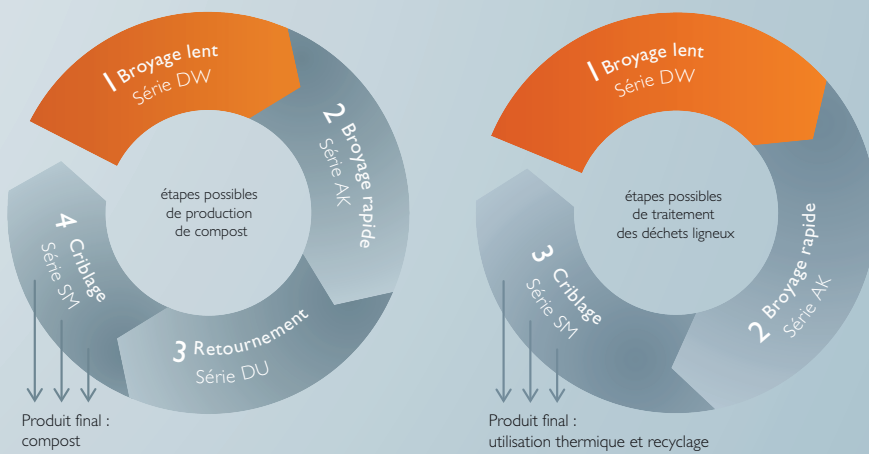 1 Broyage lent
Série DW
2 Broyage rapide
Série AK
3 Retournement
Série DU
4 Criblage
Série SM
étapes possibles
de production
de compost
Produit final :
compost
1 Broyage lent
Série DW
2 Broyage rapide
Série AK
3 Criblage
Série SM
étapes possibles
de traitement
des déchets ligneux
Produit final :
utilisation thermique et recyclage